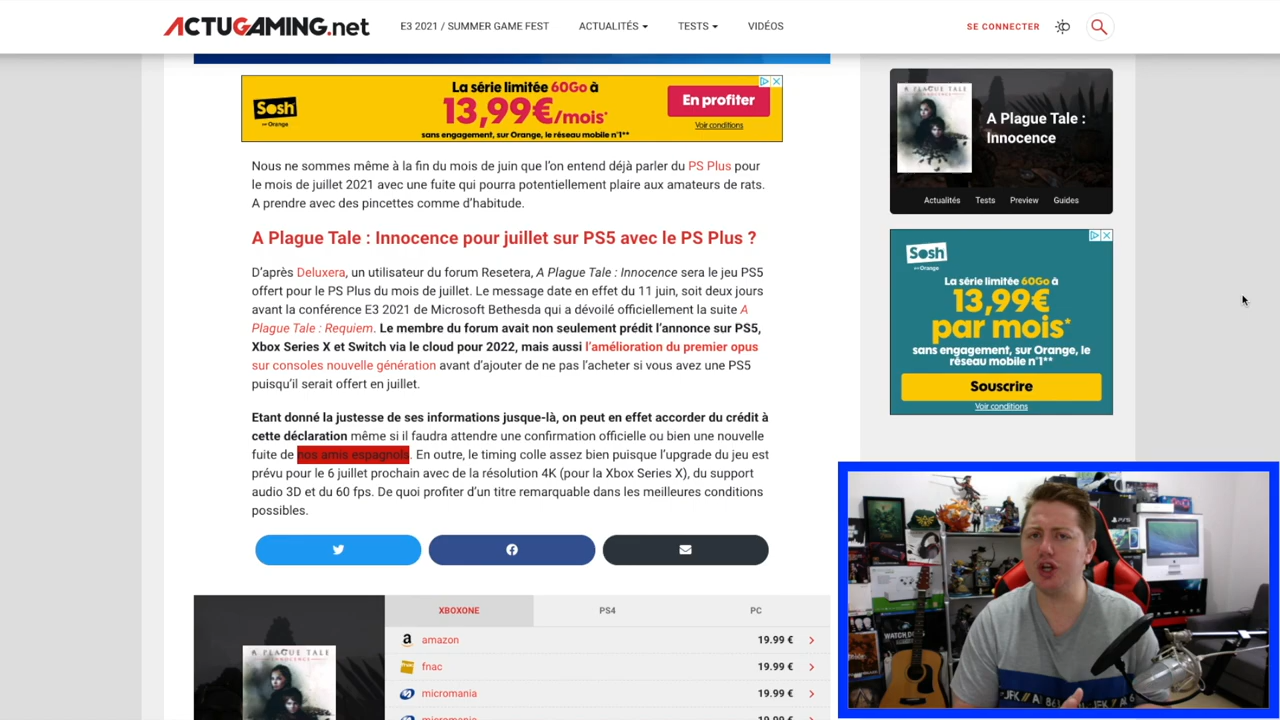 ACTUGAMING.net
E3 2021 / SUMMER GAME FEST
ACTUALITÉS
TESTS
VIDÉOS
SE CONNECTER
Sosh
La série limitée 60Go à
13,99€/mois*
sans engagement, sur Orange, le réseau mobile n°1**
En profiter
Voir conditions
Nous ne sommes même à la fin du mois de juin que l'on entend déjà parler du PS Plus pour
le mois de juillet 2021 avec une fuite qui pourra potentiellement plaire aux amateurs de rats.
A prendre avec des pincettes comme d'habitude.
A Plague Tale : Innocence pour juillet sur PS5 avec le PS Plus ?
D'après Deluxera, un utilisateur du forum Resetera, A Plague Tale : Innocence sera le jeu PS5
offert pour le PS Plus du mois de juillet. Le message date en effet du 11 juin, soit deux jours
avant la conférence E3 2021 de Microsoft Bethesda qui a dévoilé officiellement la suite A
Plague Tale : Requiem. Le membre du forum avait non seulement prédit l'annonce sur PS5,
Xbox Series X et Switch via le cloud pour 2022, mais aussi l'amélioration du premier opus
sur consoles nouvelle génération avant d'ajouter de ne pas l'acheter si vous avez une PS5
puisqu'il serait offert en juillet.
Etant donné la justesse de ses informations jusque-là, on peut en effet accorder du crédit à
cette déclaration même si il faudra attendre une confirmation officielle ou bien une nouvelle
fuite de nos amis espagnols. En outre, le timing colle assez bien puisque l'upgrade du jeu est
prévu pour le 6 juillet prochain avec de la résolution 4K (pour la Xbox Series X), du support
audio 3D et du 60 fps. De quoi profiter d'un titre remarquable dans les meilleures conditions
possibles.
XBOXONE
PS4
PC
amazon
19.99 €
fnac
19.99 €
micromania
19.99 €
A PLAGUE TALE
A PLAGUE TALE
A Plague Tale :
Innocence
Actualités
Tests
Preview
Guides
Sosh
La série limitée 60Go à
13,99€
par mois*
sans engagement, sur Orange, le
réseau mobile n°1**
Souscrire
Voir conditions
PS5
WATCH DO